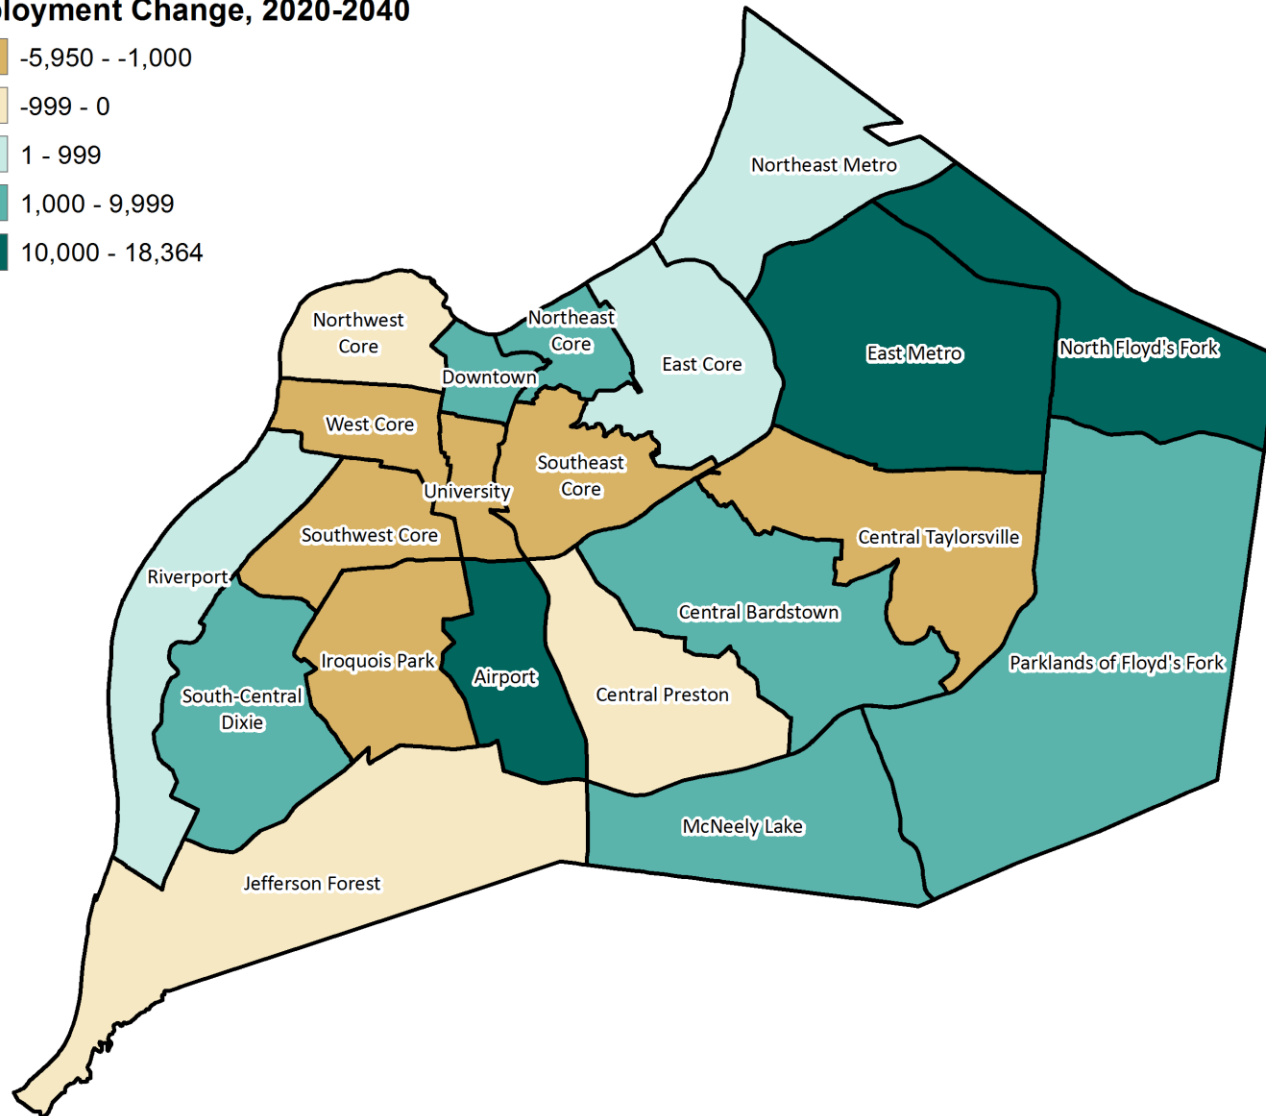 ployment Change, 2020-2040
-5,950 - -1,000
-999 - 0
1 - 999
1,000 - 9,999
10,000 - 18,364
Northeast Metro
Northwest
Core
Northeast
Core
Downtown
East Core
East Metro
North Floyd's Fork
West Core
Southeast
Core
University
Southwest Core
Central Taylorsville
Riverport
Central Bardstown
Iroquois Park
Airport
Parklands of Floyd's Fork
South-Central
Dixie
Central Preston
McNeely Lake
Jefferson Forest